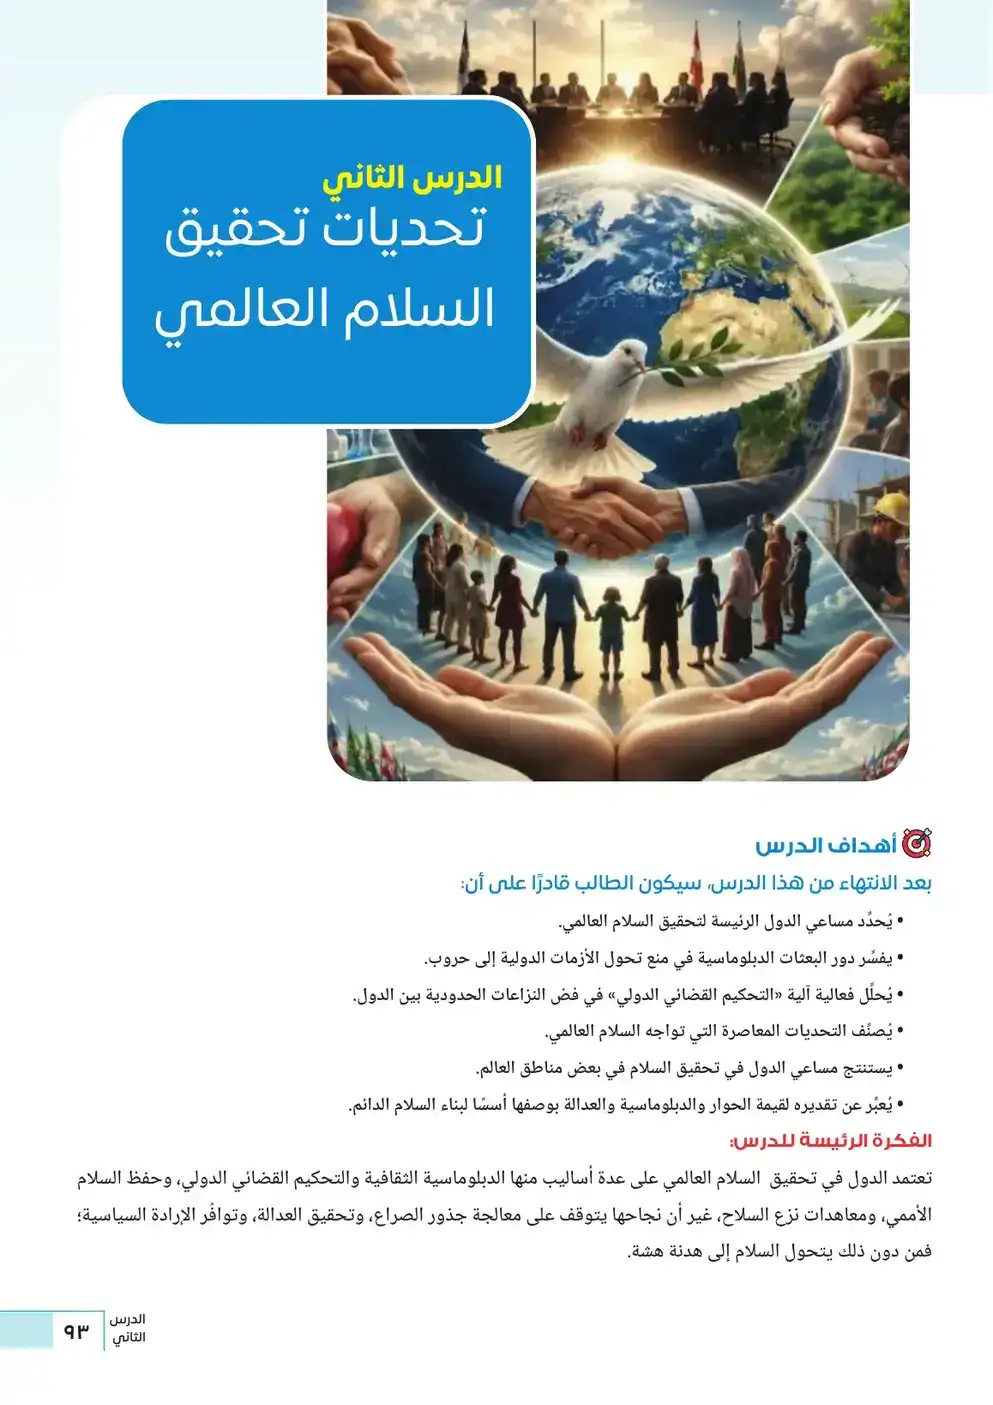 الدرس الثاني
تحديات تحقيق
السلام العالمي
أهداف الدرس
بعد الانتهاء من هذا الدرس، سيكون الطالب قادرًا على أن:
• يُحدِّد مساعي الدول الرئيسة لتحقيق السلام العالمي.
• يفسِّر دور البعثات الدبلوماسية في منع تحول الأزمات الدولية إلى حروب.
• يُحلِّل فعالية آلية «التحكيم القضائي الدولي» في فض النزاعات الحدودية بين الدول.
• يُصنِّف التحديات المعاصرة التي تواجه السلام العالمي.
• يستنتج مساعي الدول في تحقيق السلام في بعض مناطق العالم.
• يُعبِّر عن تقديره لقيمة الحوار والدبلوماسية والعدالة بوصفها أسسًا لبناء السلام الدائم.
الفكرة الرئيسة للدرس:
تعتمد الدول في تحقيق السلام العالمي على عدة أساليب منها الدبلوماسية الثقافية والتحكيم القضائي الدولي، وحفظ السلام
الأممي، ومعاهدات نزع السلاح، غير أن نجاحها يتوقف على معالجة جذور الصراع، وتحقيق العدالة، وتوافُر الإرادة السياسية؛
فمن دون ذلك يتحول السلام إلى هدنة هشة.
الدرس
الثاني
٩٣